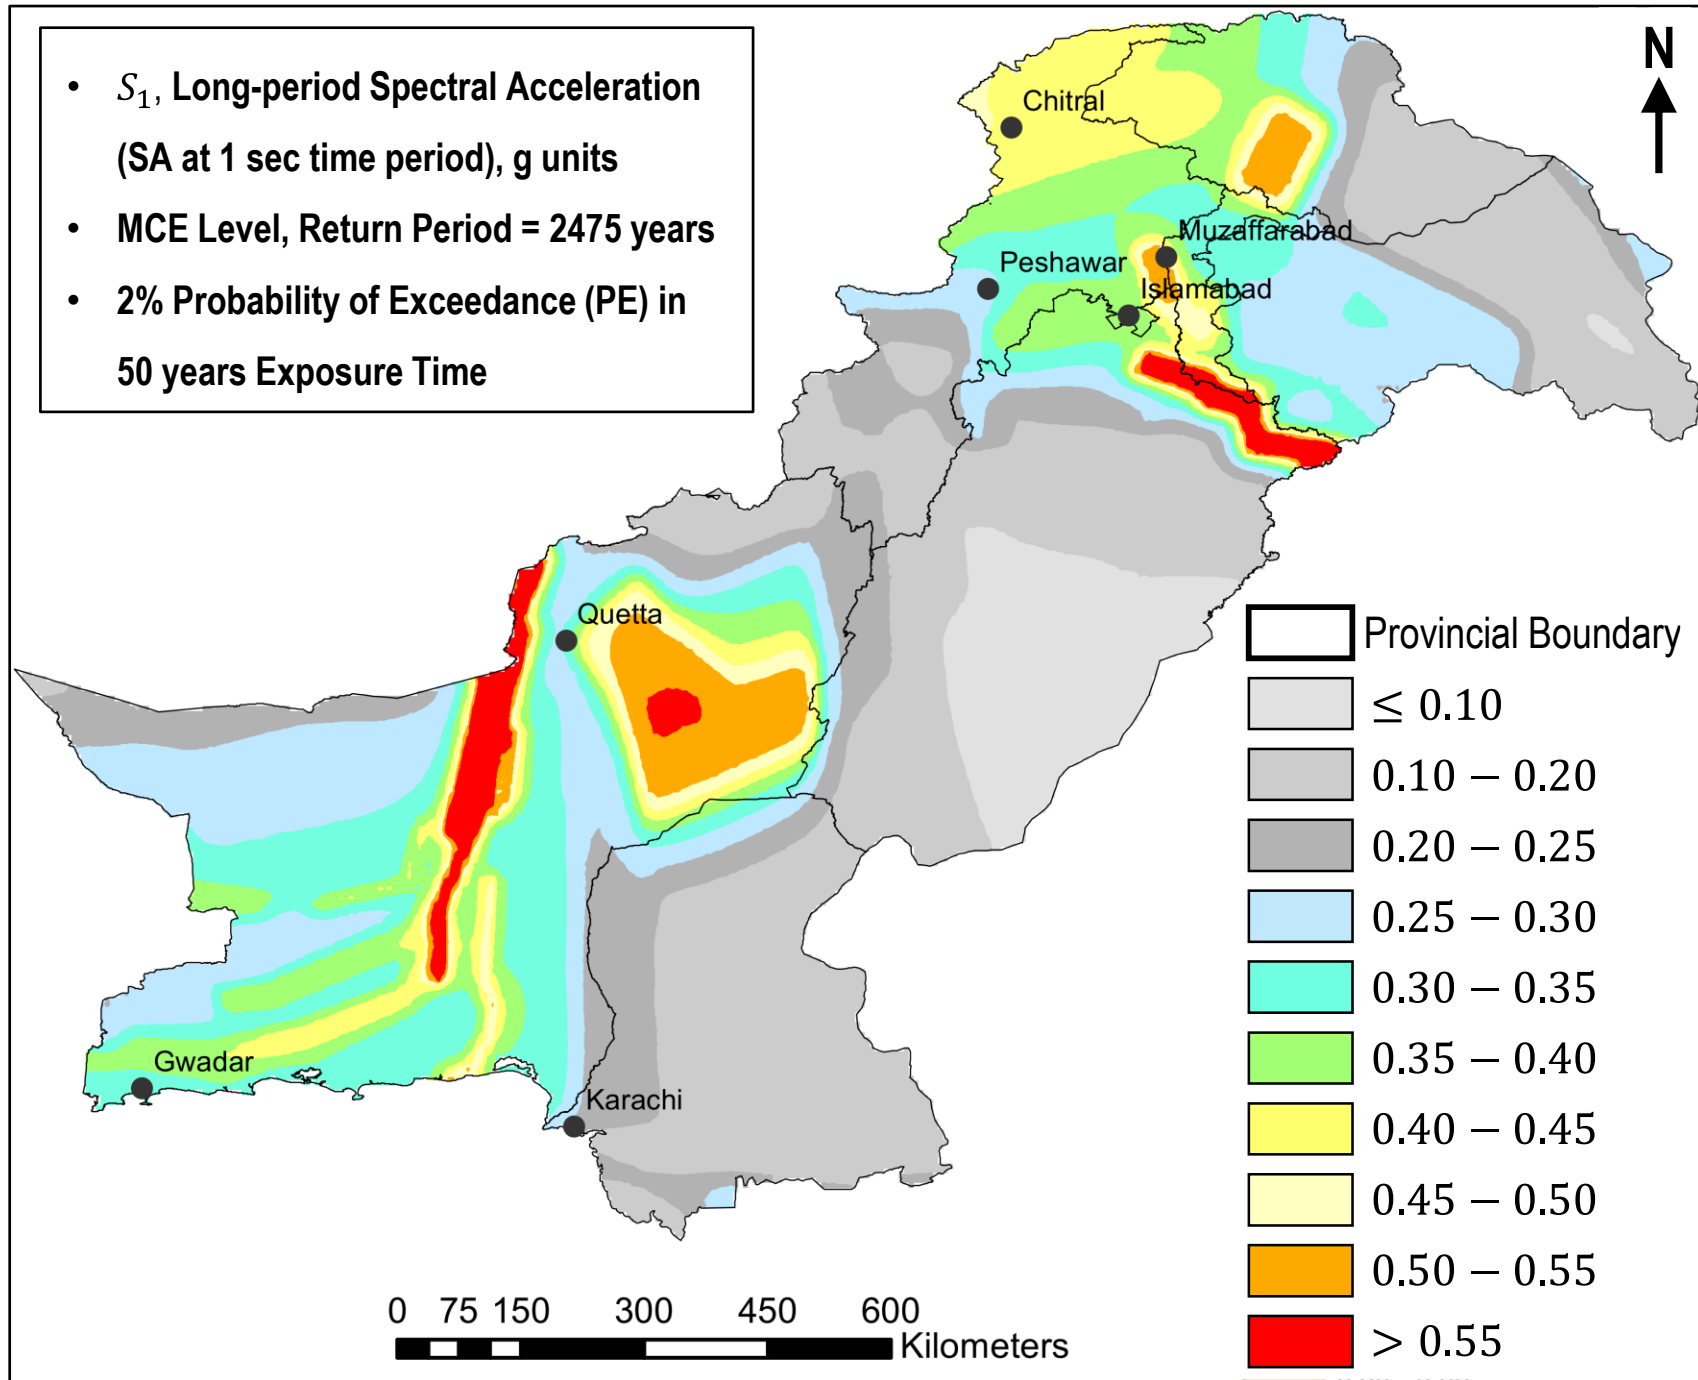 • S₁, Long-period Spectral Acceleration
(SA at 1 sec time period), g units
• MCE Level, Return Period = 2475 years
• 2% Probability of Exceedance (PE) in
50 years Exposure Time
N
Chitral
Muzaffarabad
Peshawar
Islamabad
Quetta
Gwadar
Karachi
Provincial Boundary
≤ 0.10
0.10 – 0.20
0.20 – 0.25
0.25 – 0.30
0.30 – 0.35
0.35 – 0.40
0.40 – 0.45
0.45 – 0.50
0.50 – 0.55
> 0.55
0 75 150 300 450 600
Kilometers